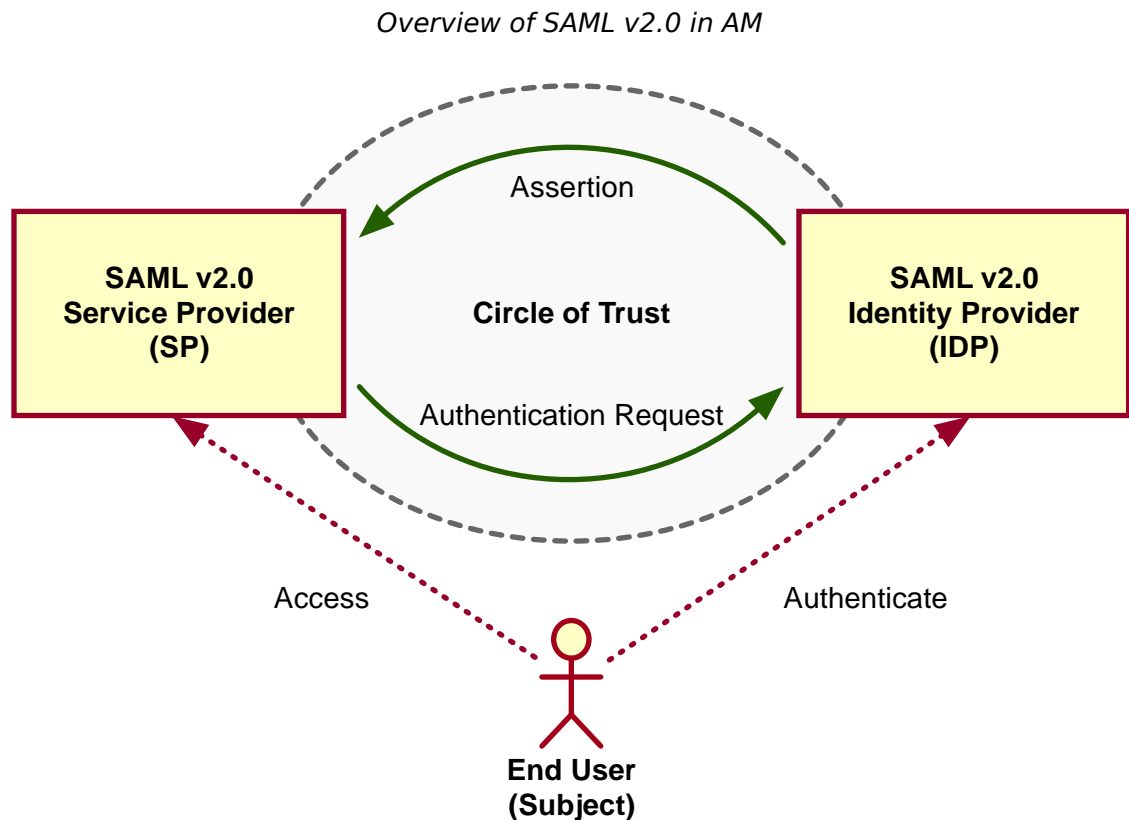 Overview of SAML v2.0 in AM
Assertion
SAML v2.0
Service Provider
(SP)
Circle of Trust
SAML v2.0
Identity Provider
(IDP)
Authentication Request
Access
Authenticate
End User
(Subject)